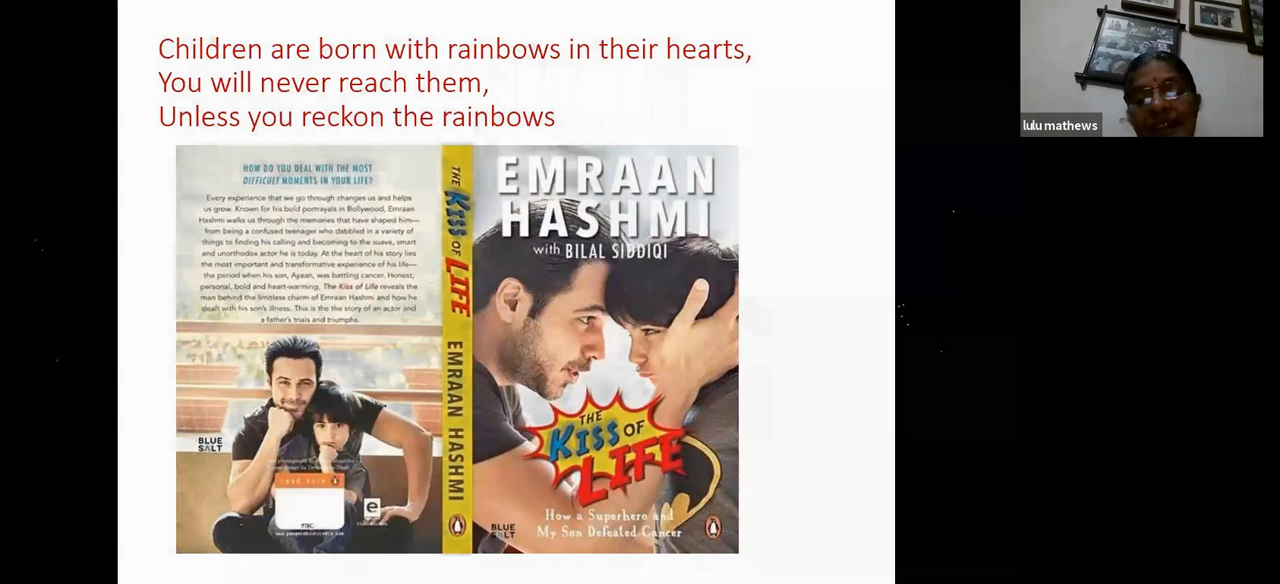 Children are born with rainbows in their hearts,
You will never reach them,
Unless you reckon the rainbows
HOW DO YOU DEAL WITH THE MOST
DIFFICULT MOMENTS IN YOUR LIFE?
Every experience that we go through changes us and helps
us grow. Known for his bold portrayals in Bollywood, Emraan
Hashmi walks us through the memories that have shaped him—
from being a confused teenager who dabbled in a variety of
things to finding his calling and becoming to the suave, smart
and unorthodox actor he is today. At the heart of his story lies
the most important and transformative experience of his life—
the period when his son, Ayaan, was battling cancer. Honest,
personal, bold and heart-warming, The Kiss of Life reveals the
man behind the limitless charm of Emraan Hashmi and how he
dealt with his son's illness. This is the the story of an actor and
a father's trials and triumphs.
BLUE
SALT
THE KISS OF LIFE EMRAAN HASHMI
EMRAAN
HASHMI
with BILAL SIDDIQI
THE
KISS OF
LIFE
How a Superhero and
My Son Defeated Cancer
BLUE
SALT
lulu mathews